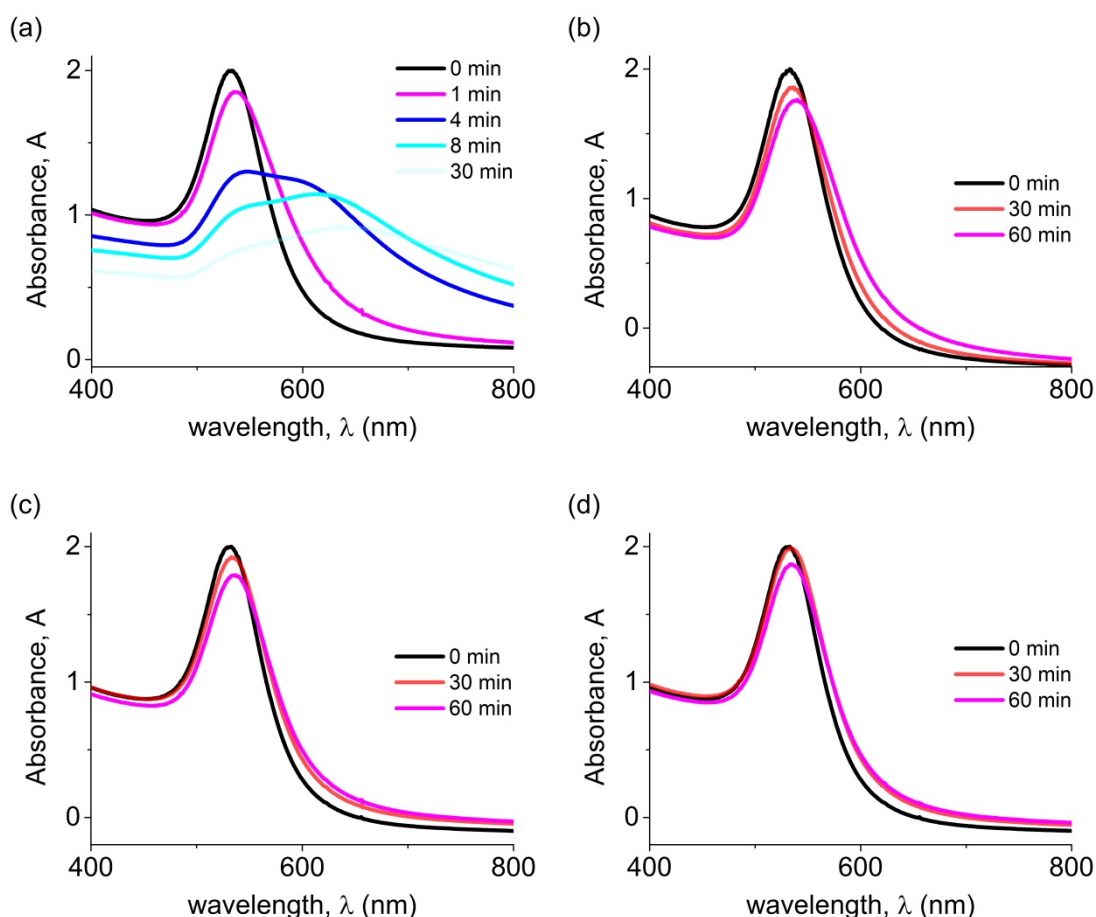 (a)
2
1
0
400
600
800
Absorbance, A
wavelength, λ (nm)
0 min
1 min
4 min
8 min
30 min
(b)
2
1
0
400
600
800
Absorbance, A
wavelength, λ (nm)
0 min
30 min
60 min
(c)
2
1
0
400
600
800
Absorbance, A
wavelength, λ (nm)
0 min
30 min
60 min
(d)
2
1
0
400
600
800
Absorbance, A
wavelength, λ (nm)
0 min
30 min
60 min